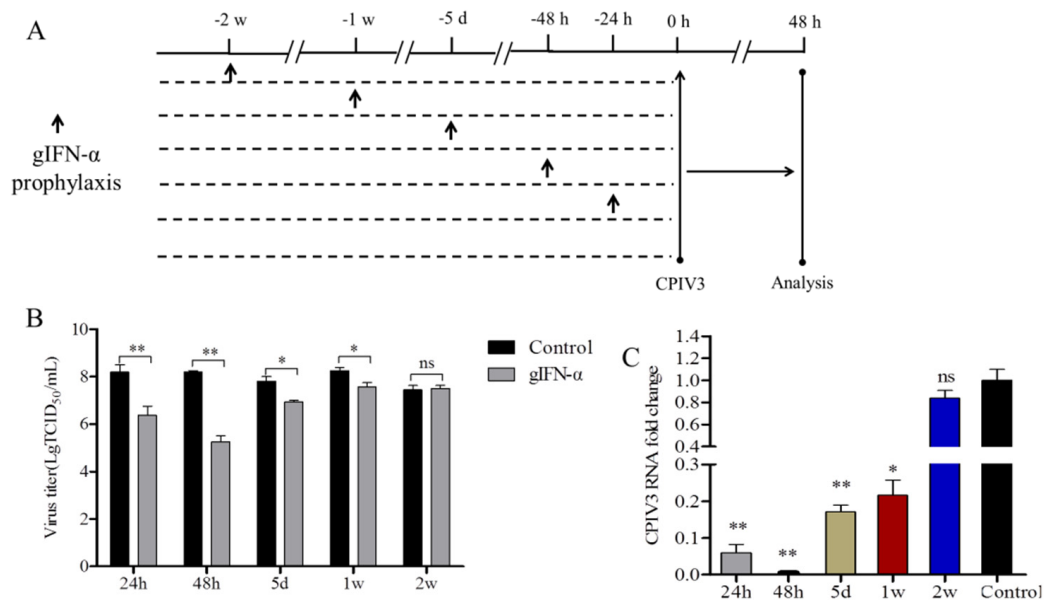 A
-2 w -1 w -5 d -48 h -24 h 0 h 48 h
gIFN-α
prophylaxis
CPIV3 Analysis
B
Virus titer(LgTCID50/mL)
10
8
6
4
2
0
** ** * * ns
24h 48h 5d 1w 2w
Control
gIFN-α
C
CPIV3 RNA fold change
1.4
1.2
1.0
0.8
0.6
0.4
0.3
0.2
0.1
0.0
** ** ** * ns
24h 48h 5d 1w 2w Control